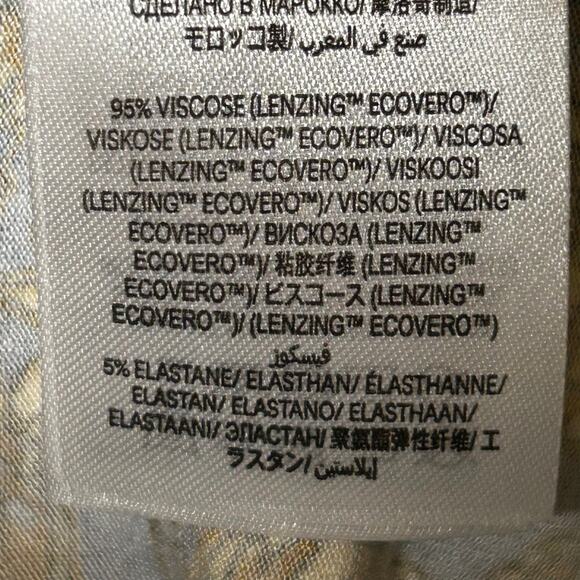 СДЕЛАНО В МАРОККО/ 摩洛哥制造/
モロッコ製/ صنع في المغرب
95% VISCOSE (LENZING™ ECOVERO™)/
VISKOSE (LENZING™ ECOVERO™)/ VISCOSA
(LENZING™ ECOVERO™)/ VISKOOSI
(LENZING™ ECOVERO™)/ VISKOS (LENZING™
ECOVERO™)/ ВИСКОЗА (LENZING™
ECOVERO™)/ 粘胶纤维 (LENZING™
ECOVERO™)/ ビスコース (LENZING™
ECOVERO™)/ (LENZING™ ECOVERO™)
فيسكوز
5% ELASTANE/ ELASTHAN/ ÉLASTHANNE/
ELASTAN/ ELASTANO/ ELASTHAAN/
ELASTAANI/ ЭЛАСТАН/ 聚氨酯弹性纤维/ エ
ラスタン/ إيلاستين